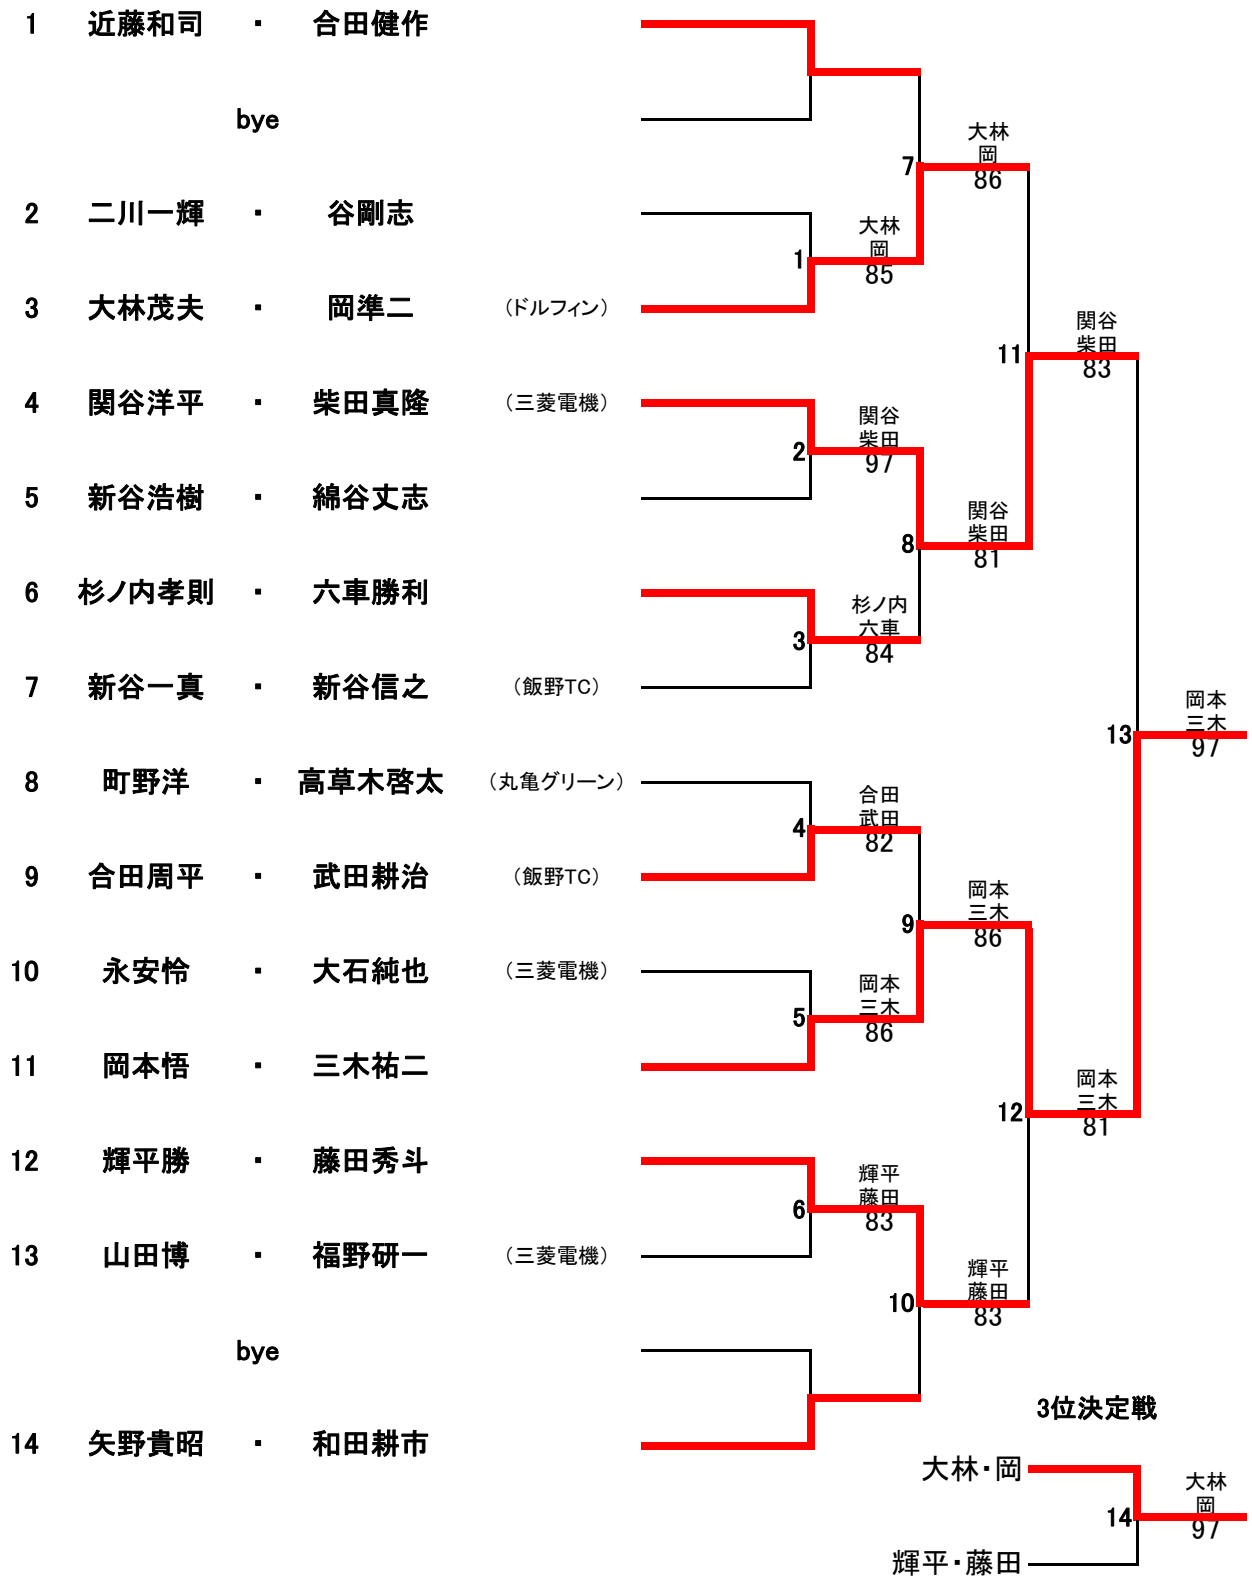 1 近藤和司 ・ 合田健作
bye
2 二川一輝 ・ 谷剛志
3 大林茂夫 ・ 岡準二 （ドルフィン）
4 関谷洋平 ・ 柴田真隆 （三菱電機）
5 新谷浩樹 ・ 綿谷丈志
6 杉ノ内孝則 ・ 六車勝利
7 新谷一真 ・ 新谷信之 （飯野TC）
8 町野洋 ・ 高草木啓太 （丸亀グリーン）
9 合田周平 ・ 武田耕治 （飯野TC）
10 永安怜 ・ 大石純也 （三菱電機）
11 岡本悟 ・ 三木祐二
12 輝平勝 ・ 藤田秀斗
13 山田博 ・ 福野研一 （三菱電機）
bye
14 矢野貴昭 ・ 和田耕市
1
大林
岡
85
2
関谷
柴田
97
3
杉ノ内
六車
84
4
合田
武田
82
5
岡本
三木
86
6
輝平
藤田
83
7
大林
岡
86
8
関谷
柴田
81
9
岡本
三木
86
10
輝平
藤田
83
11
関谷
柴田
83
12
岡本
三木
81
13
岡本
三木
97
3位決定戦
大林・岡
輝平・藤田
14
大林
岡
97